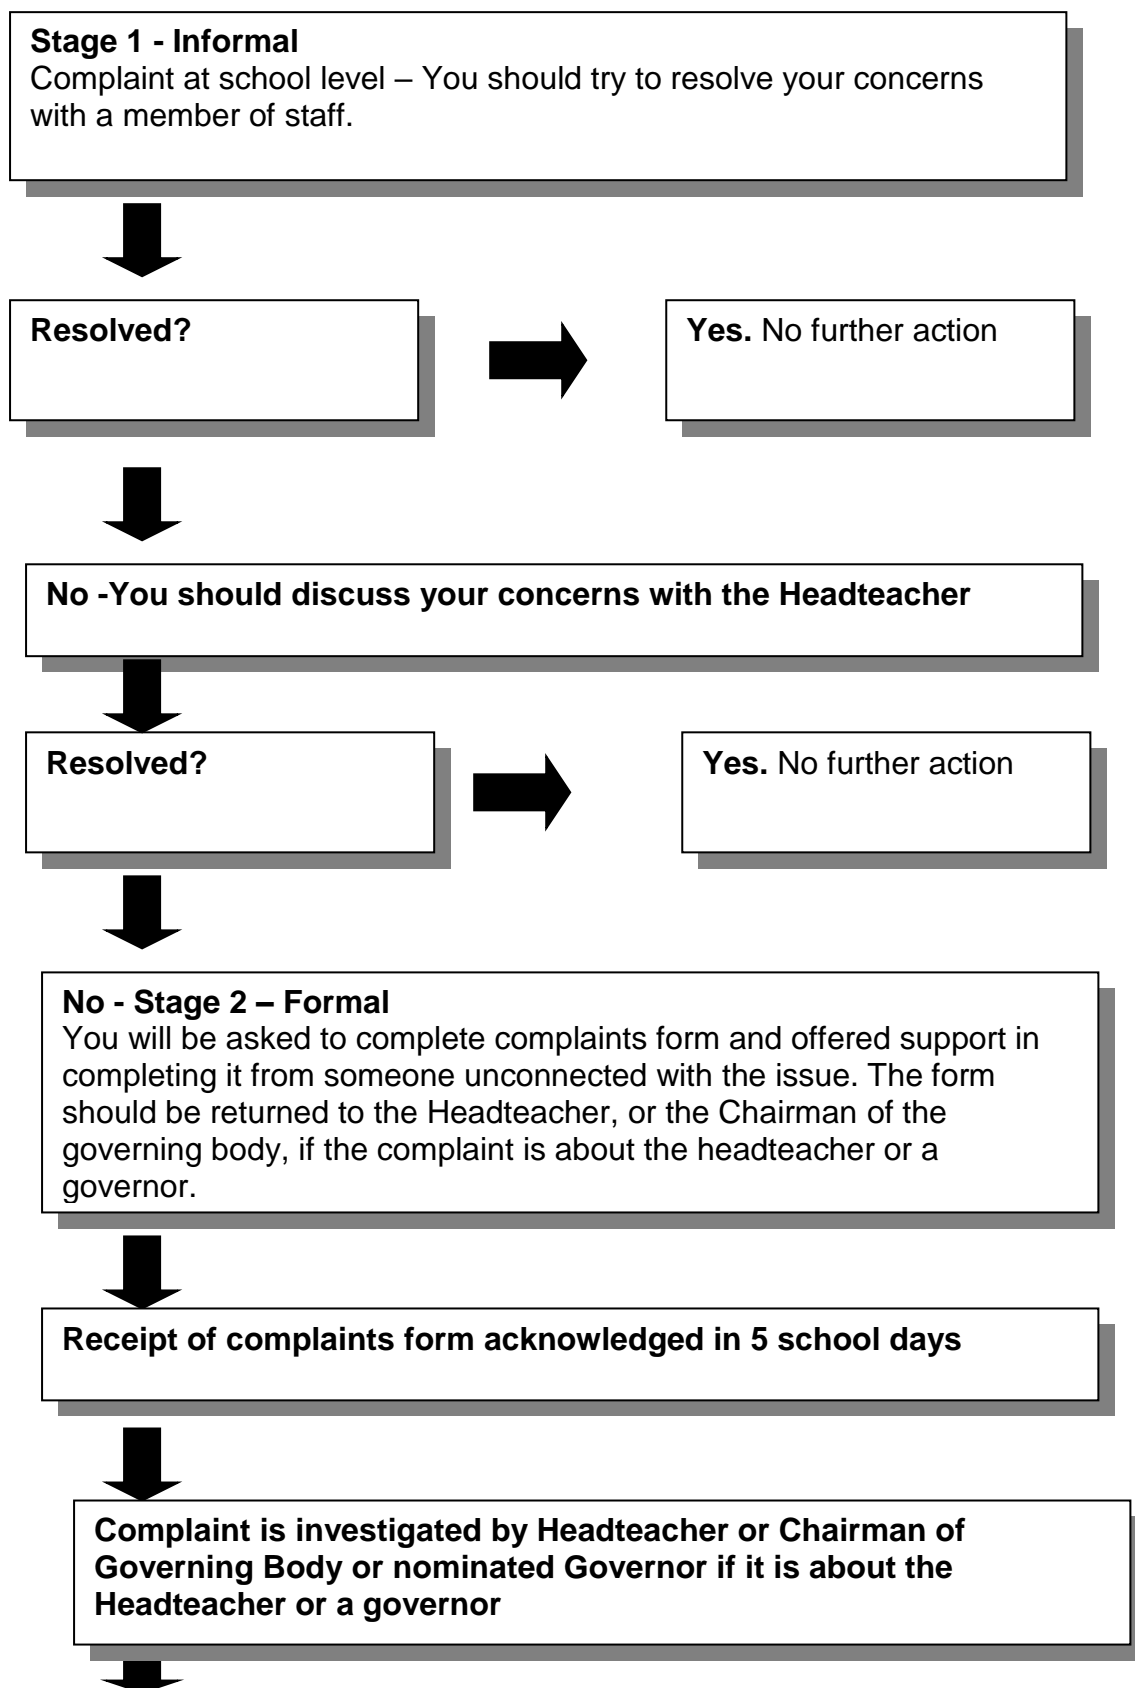 Stage 1 - Informal
Complaint at school level – You should try to resolve your concerns
with a member of staff.
Resolved?
Yes. No further action
No -You should discuss your concerns with the Headteacher
Resolved?
Yes. No further action
No - Stage 2 – Formal
You will be asked to complete complaints form and offered support in
completing it from someone unconnected with the issue. The form
should be returned to the Headteacher, or the Chairman of the
governing body, if the complaint is about the headteacher or a
governor.
Receipt of complaints form acknowledged in 5 school days
Complaint is investigated by Headteacher or Chairman of
Governing Body or nominated Governor if it is about the
Headteacher or a governor